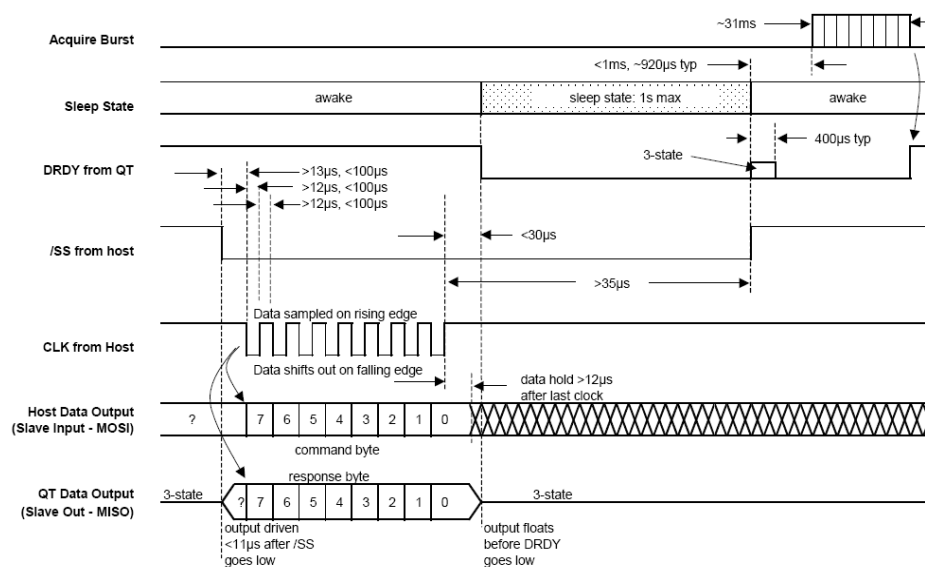 ~31ms
Acquire Burst
<1ms, ~920µs typ
Sleep State
awake
sleep state: 1s max
awake
400µs typ
3-state
DRDY from QT
>13µs, <100µs
>12µs, <100µs
>12µs, <100µs
<30µs
/SS from host
>35µs
Data sampled on rising edge
CLK from Host
Data shifts out on falling edge
data hold >12µs
after last clock
Host Data Output
(Slave Input - MOSI)
? 7 6 5 4 3 2 1 0
command byte
response byte
QT Data Output
(Slave Out - MISO)
3-state
? 7 6 5 4 3 2 1 0
3-state
output driven
<11µs after /SS
goes low
output floats
before DRDY
goes low